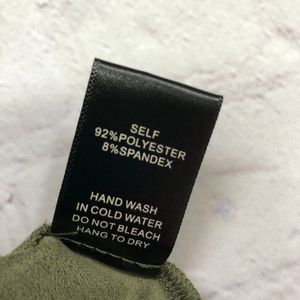 SELF
92%POLYESTER
8%SPANDEX
HAND WASH
IN COLD WATER
DO NOT BLEACH
HANG TO DRY